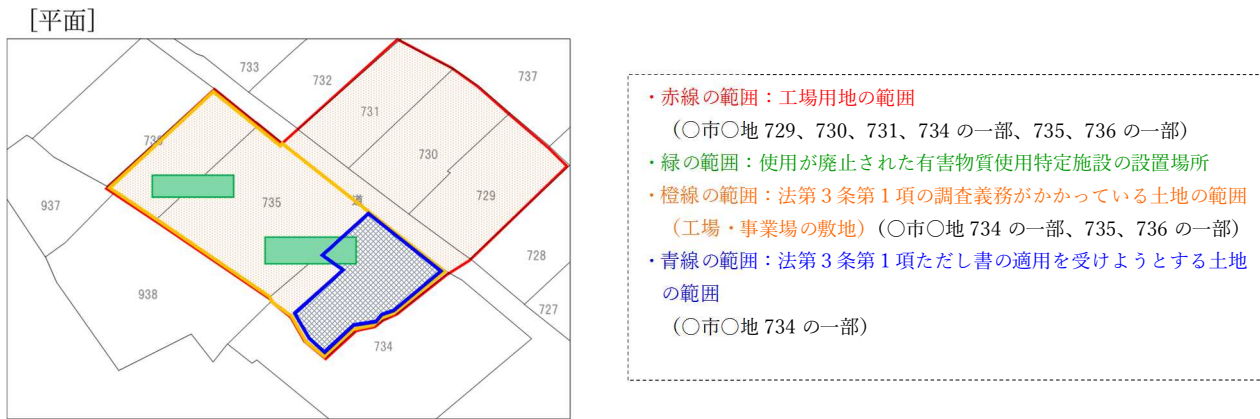 [平面]
733
732
737
731
736
730
735
道
729
937
728
938
727
734
・赤線の範囲：工場用地の範囲
（○市○地 729、730、731、734 の一部、735、736 の一部）
・緑の範囲：使用が廃止された有害物質使用特定施設の設置場所
・橙線の範囲：法第３条第１項の調査義務がかかっている土地の範囲
（工場・事業場の敷地）（○市○地 734 の一部、735、736 の一部）
・青線の範囲：法第３条第１項ただし書の適用を受けようとする土地
の範囲
（○市○地 734 の一部）